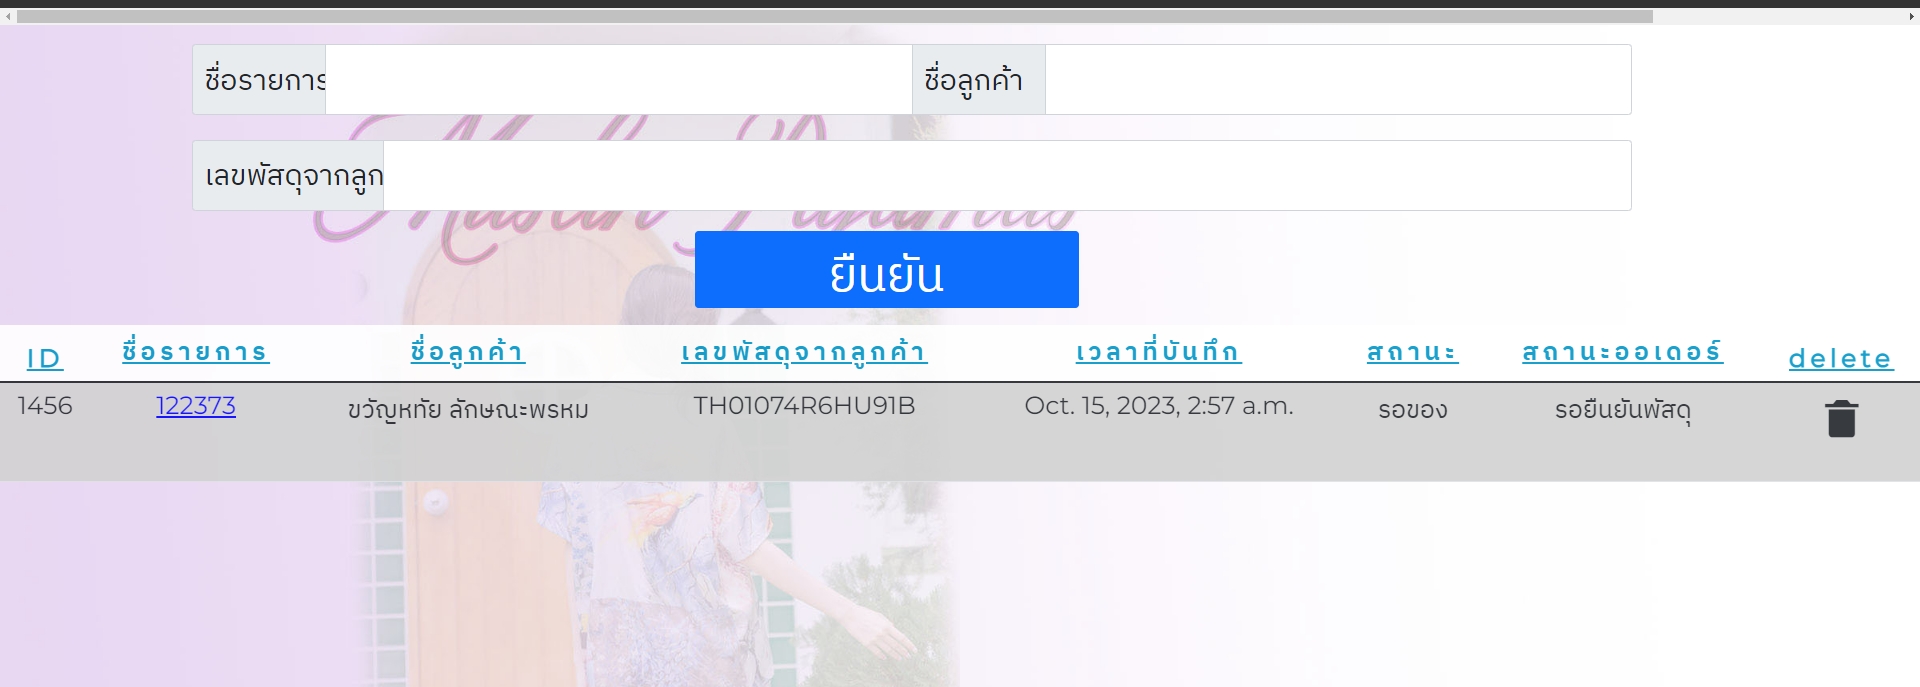 ชื่อรายการ ชื่อลูกค้า
เลขพัสดุจากลูก
ยืนยัน
ID ชื่อรายการ ชื่อลูกค้า เลขพัสดุจากลูกค้า เวลาที่บันทึก สถานะ สถานะออเดอร์ delete
1456 122373 ขวัญหทัย ลักษณะพรหม TH01074R6HU91B Oct. 15, 2023, 2:57 a.m. รอของ รอยืนยันพัสดุ